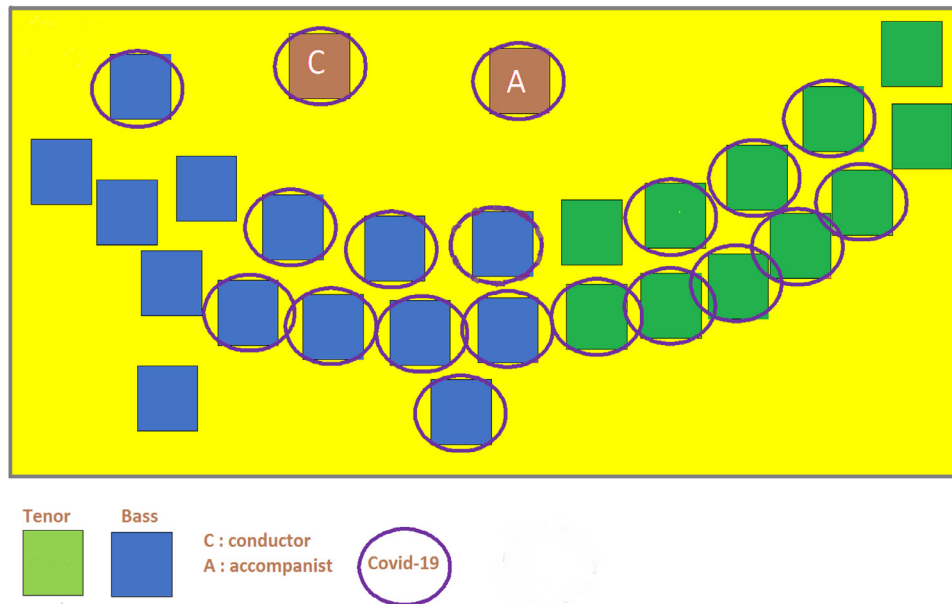 C
A
Tenor Bass
C : conductor
A : accompanist
Covid-19